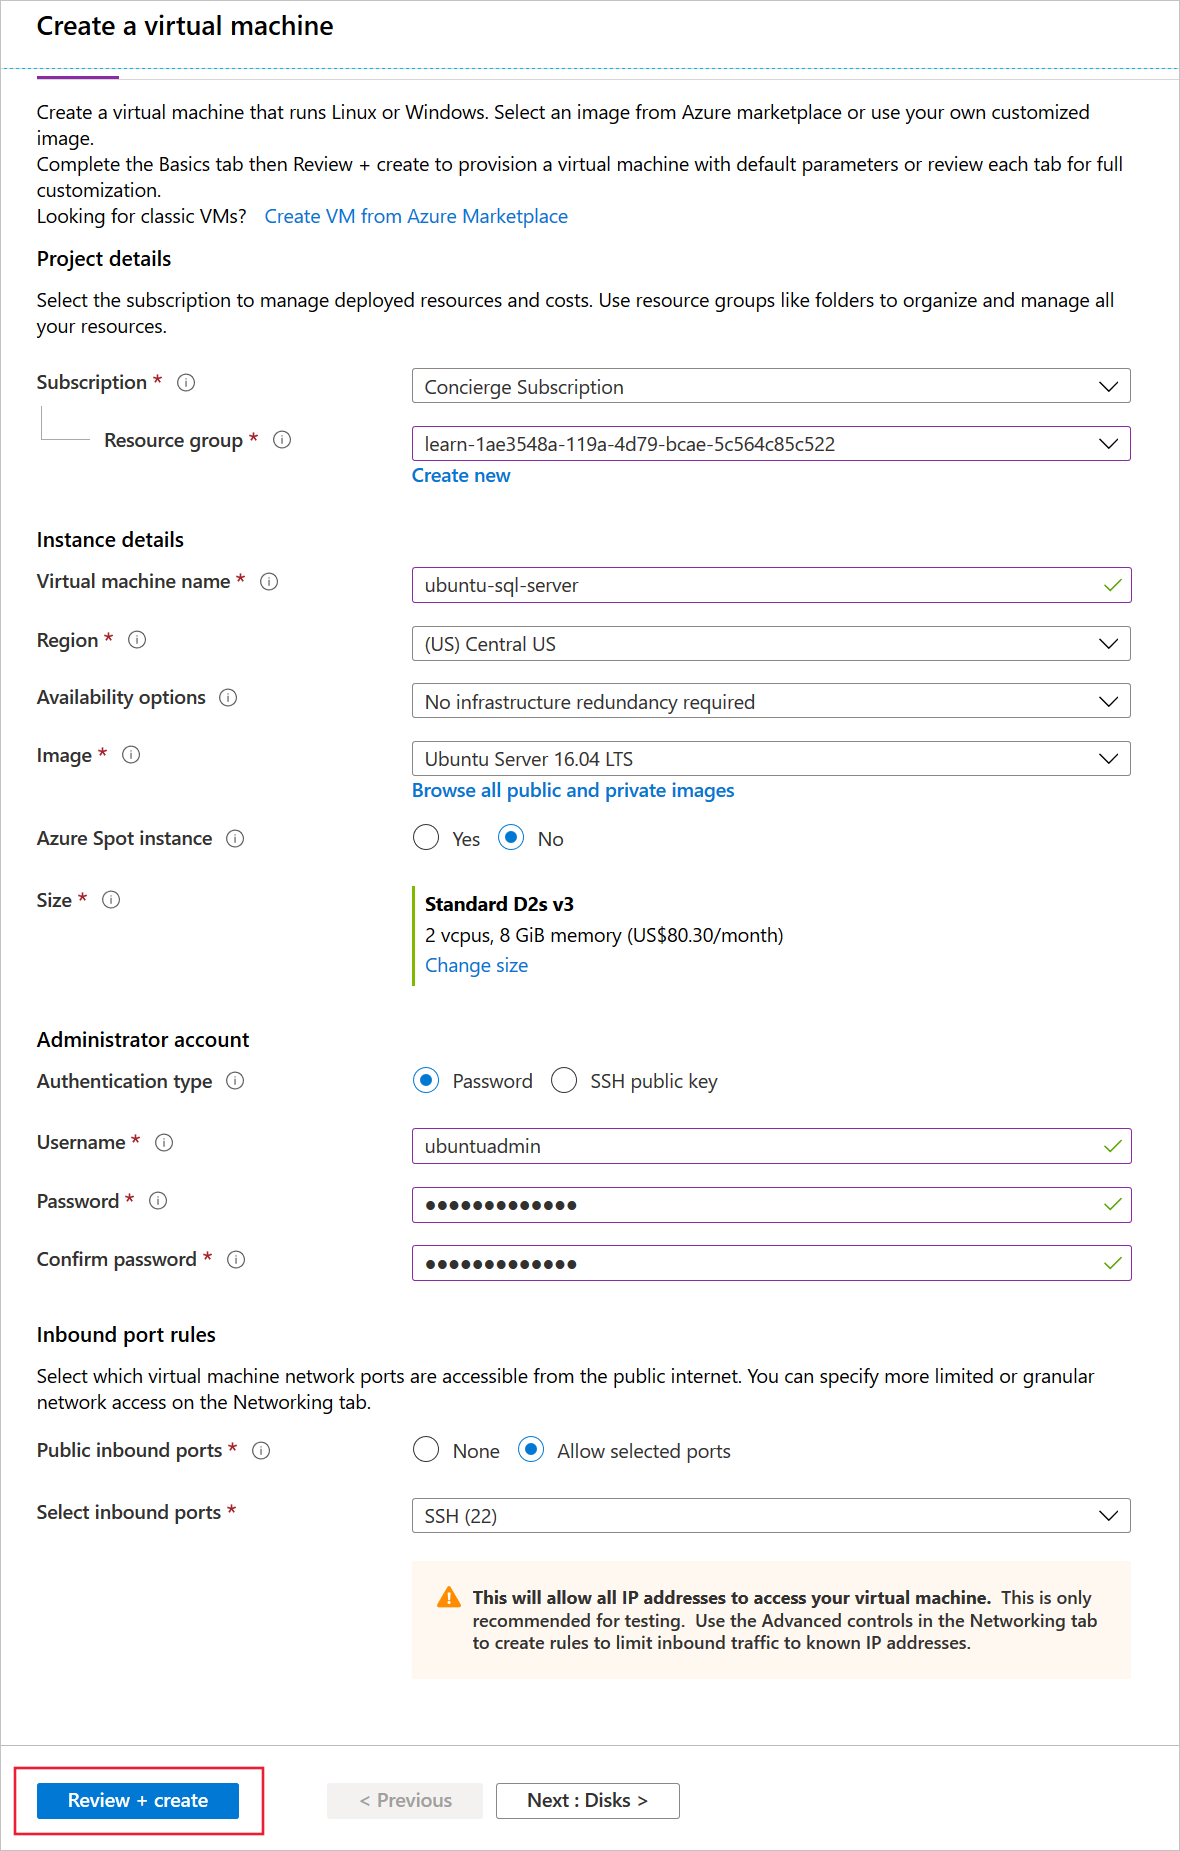 Create a virtual machine
Create a virtual machine that runs Linux or Windows. Select an image from Azure marketplace or use your own customized
image.
Complete the Basics tab then Review + create to provision a virtual machine with default parameters or review each tab for full
customization.
Looking for classic VMs? Create VM from Azure Marketplace
Project details
Select the subscription to manage deployed resources and costs. Use resource groups like folders to organize and manage all
your resources.
Subscription * Concierge Subscription
Resource group * learn-1ae3548a-119a-4d79-bcae-5c564c85c522
Create new
Instance details
Virtual machine name * ubuntu-sql-server
Region * (US) Central US
Availability options No infrastructure redundancy required
Image * Ubuntu Server 16.04 LTS
Browse all public and private images
Azure Spot instance Yes No
Size * Standard D2s v3
2 vcpus, 8 GiB memory (US$80.30/month)
Change size
Administrator account
Authentication type Password SSH public key
Username * ubuntuadmin
Password * •••••••••••••
Confirm password * •••••••••••••
Inbound port rules
Select which virtual machine network ports are accessible from the public internet. You can specify more limited or granular
network access on the Networking tab.
Public inbound ports * None Allow selected ports
Select inbound ports * SSH (22)
This will allow all IP addresses to access your virtual machine. This is only
recommended for testing. Use the Advanced controls in the Networking tab
to create rules to limit inbound traffic to known IP addresses.
Review + create < Previous Next : Disks >